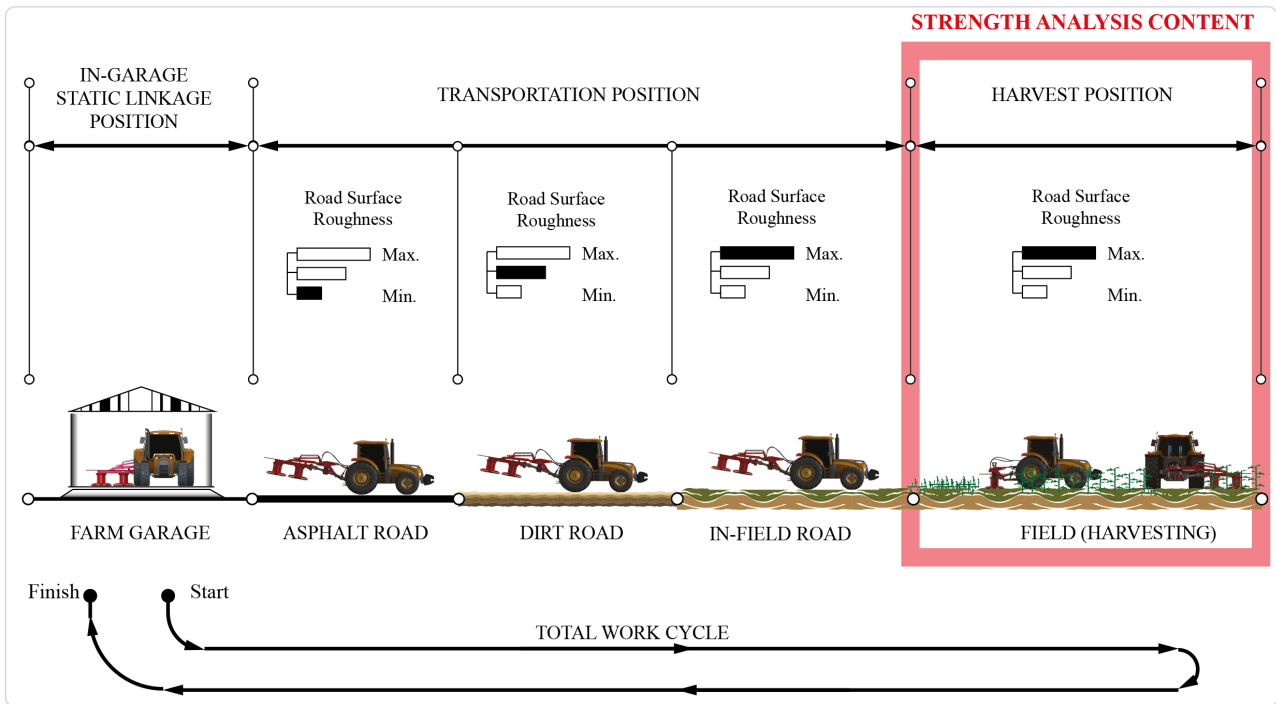 STRENGTH ANALYSIS CONTENT
IN-GARAGE
STATIC LINKAGE
POSITION
TRANSPORTATION POSITION
HARVEST POSITION
Road Surface
Roughness
Max.
Min.
Road Surface
Roughness
Max.
Min.
Road Surface
Roughness
Max.
Min.
Road Surface
Roughness
Max.
Min.
FARM GARAGE
ASPHALT ROAD
DIRT ROAD
IN-FIELD ROAD
FIELD (HARVESTING)
Finish
Start
TOTAL WORK CYCLE